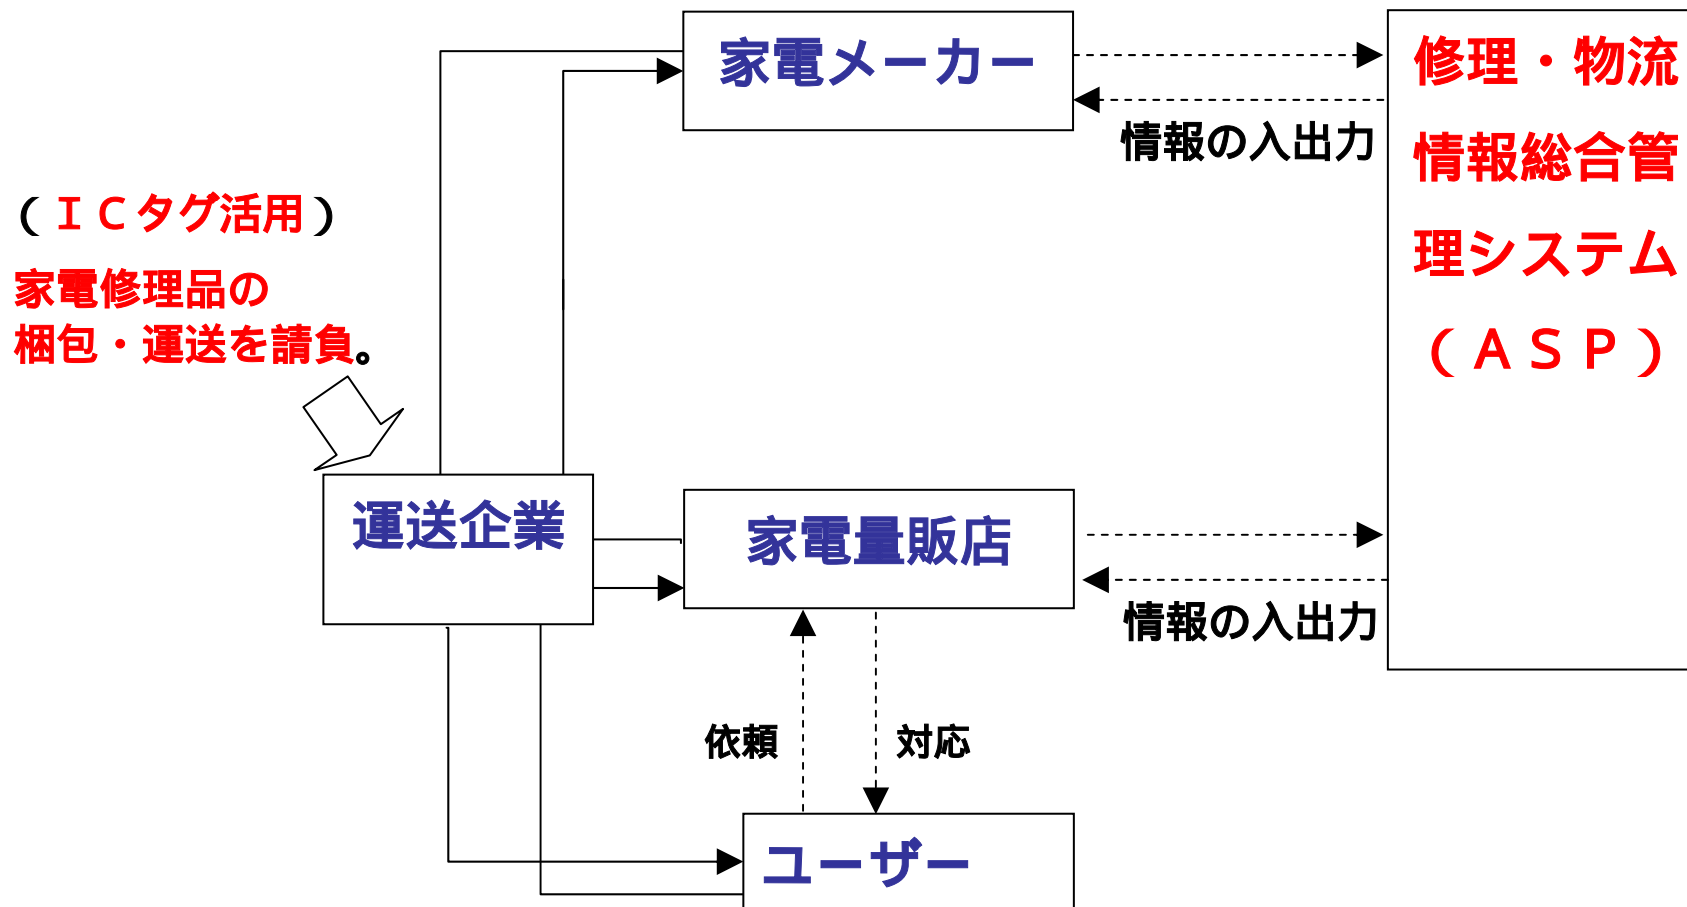 家電メーカー
修理・物流
情報総合管
理システム
（ＡＳＰ）
情報の入出力
（ＩＣタグ活用）
家電修理品の
梱包・運送を請負。
運送企業
家電量販店
情報の入出力
依頼
対応
ユーザー